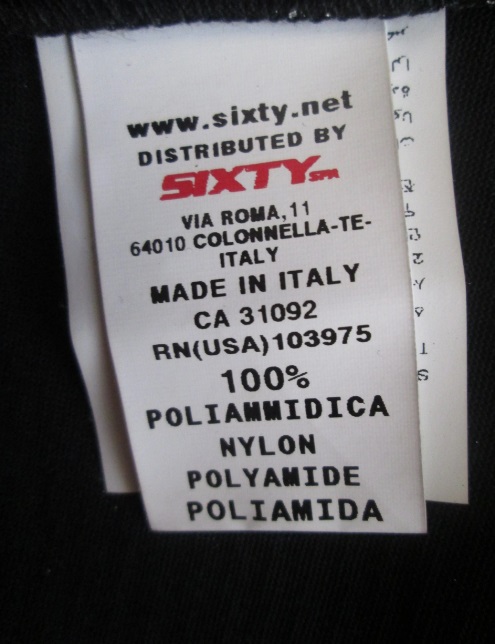 www.sixty.net
DISTRIBUTED BY
SIXTY SPA
VIA ROMA,11
64010 COLONNELLA-TE-
ITALY
MADE IN ITALY
CA 31092
RN(USA)103975
100%
POLIAMMIDICA
NYLON
POLYAMIDE
POLIAMIDA